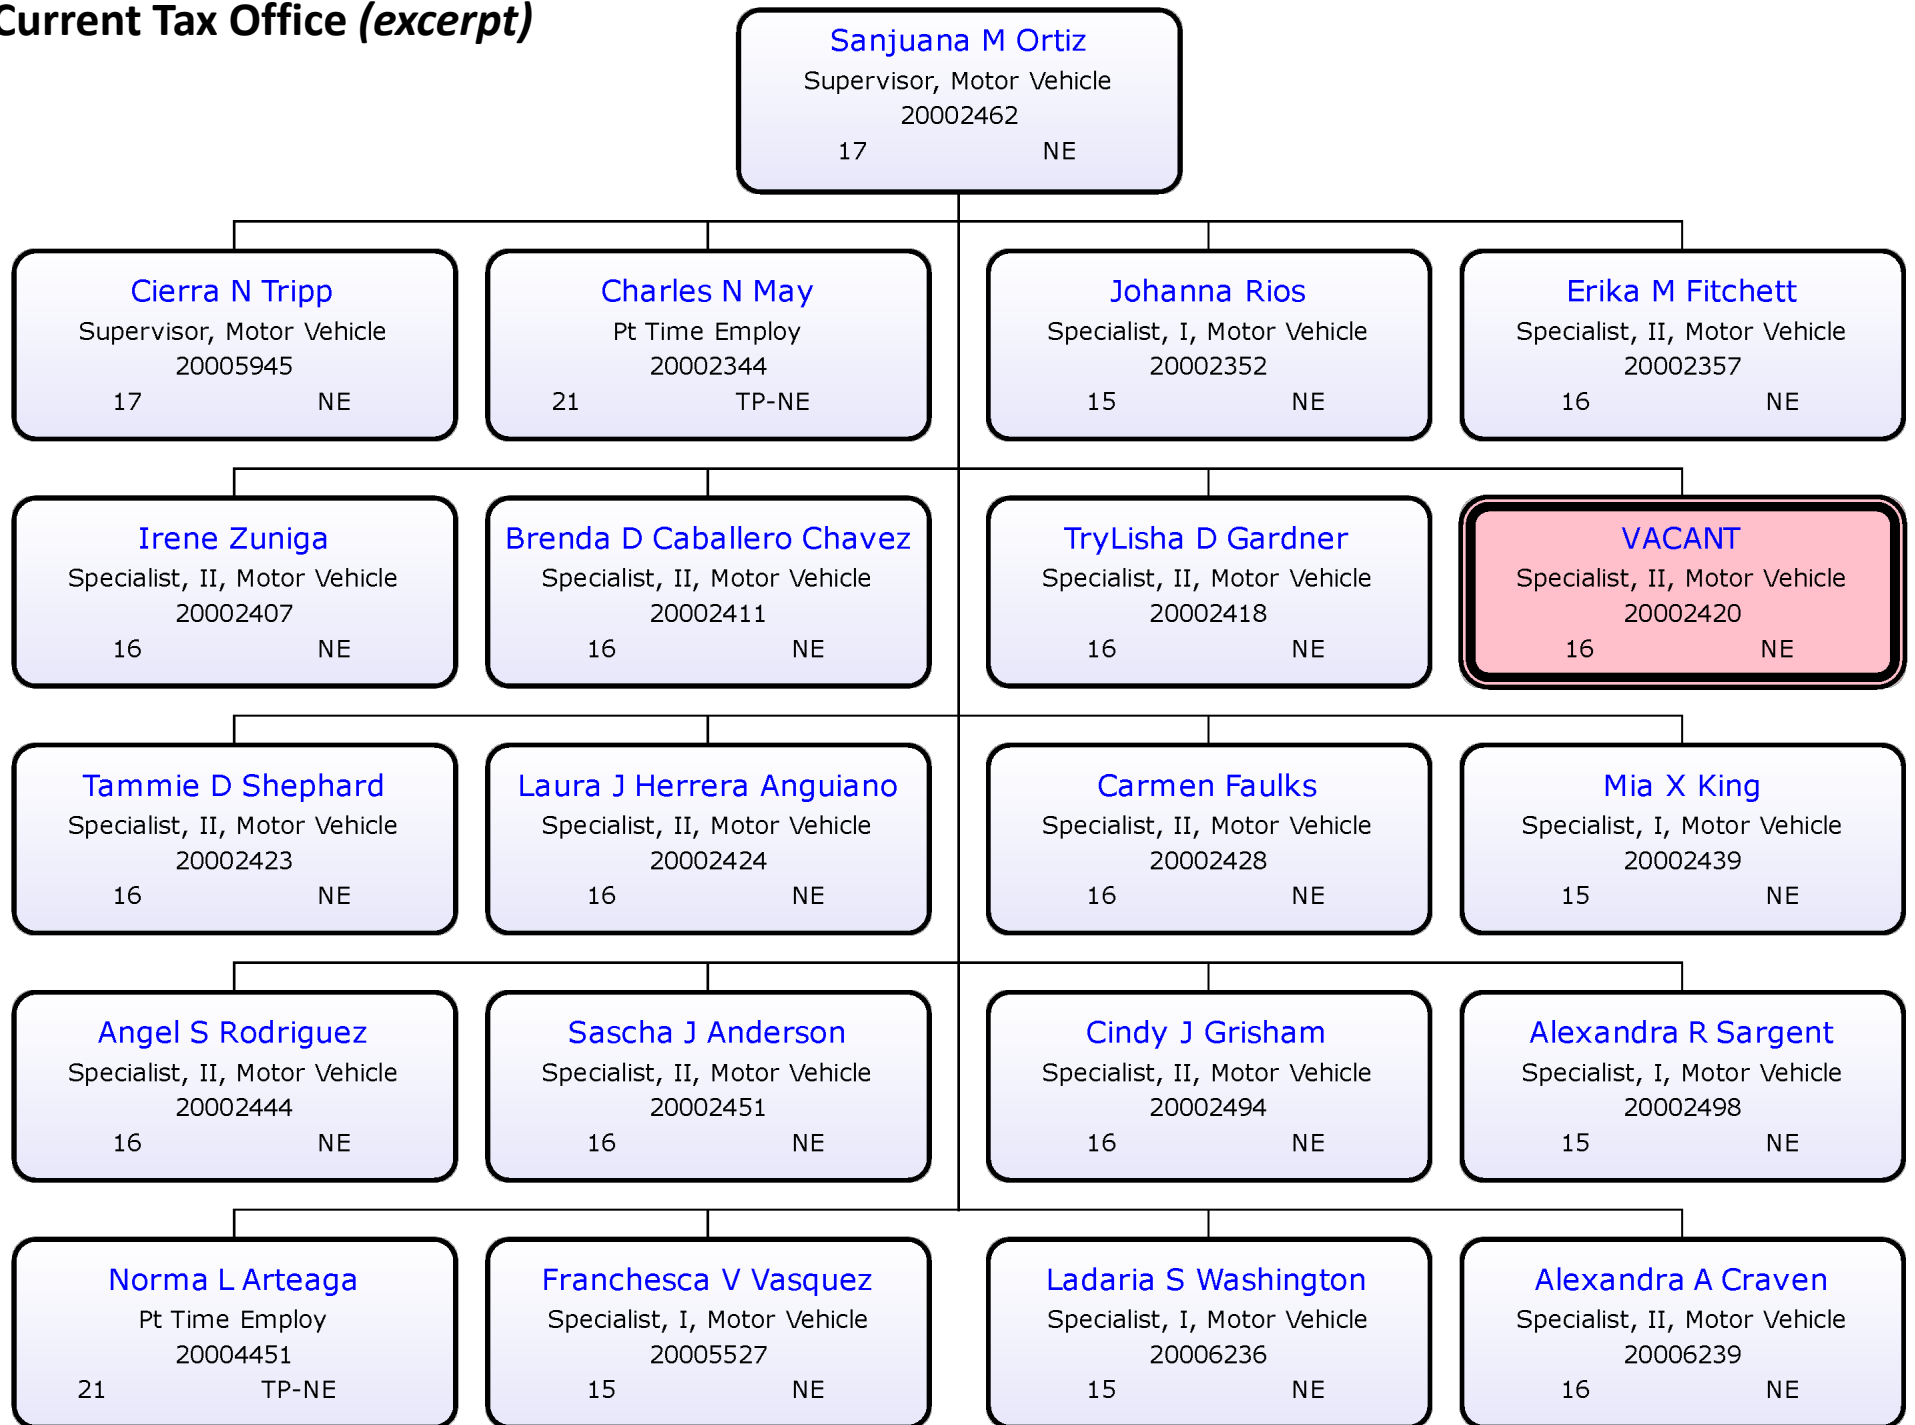 Current Tax Office (excerpt)
Sanjuana M Ortiz
Supervisor, Motor Vehicle
20002462
17 NE
Cierra N Tripp
Supervisor, Motor Vehicle
20005945
17 NE
Charles N May
Pt Time Employ
20002344
21 TP-NE
Johanna Rios
Specialist, I, Motor Vehicle
20002352
15 NE
Erika M Fitchett
Specialist, II, Motor Vehicle
20002357
16 NE
Irene Zuniga
Specialist, II, Motor Vehicle
20002407
16 NE
Brenda D Caballero Chavez
Specialist, II, Motor Vehicle
20002411
16 NE
TryLisha D Gardner
Specialist, II, Motor Vehicle
20002418
16 NE
VACANT
Specialist, II, Motor Vehicle
20002420
16 NE
Tammie D Shephard
Specialist, II, Motor Vehicle
20002423
16 NE
Laura J Herrera Anguiano
Specialist, II, Motor Vehicle
20002424
16 NE
Carmen Faulks
Specialist, II, Motor Vehicle
20002428
16 NE
Mia X King
Specialist, I, Motor Vehicle
20002439
15 NE
Angel S Rodriguez
Specialist, II, Motor Vehicle
20002444
16 NE
Sascha J Anderson
Specialist, II, Motor Vehicle
20002451
16 NE
Cindy J Grisham
Specialist, II, Motor Vehicle
20002494
16 NE
Alexandra R Sargent
Specialist, I, Motor Vehicle
20002498
15 NE
Norma L Arteaga
Pt Time Employ
20004451
21 TP-NE
Franchesca V Vasquez
Specialist, I, Motor Vehicle
20005527
15 NE
Ladaria S Washington
Specialist, I, Motor Vehicle
20006236
15 NE
Alexandra A Craven
Specialist, II, Motor Vehicle
20006239
16 NE